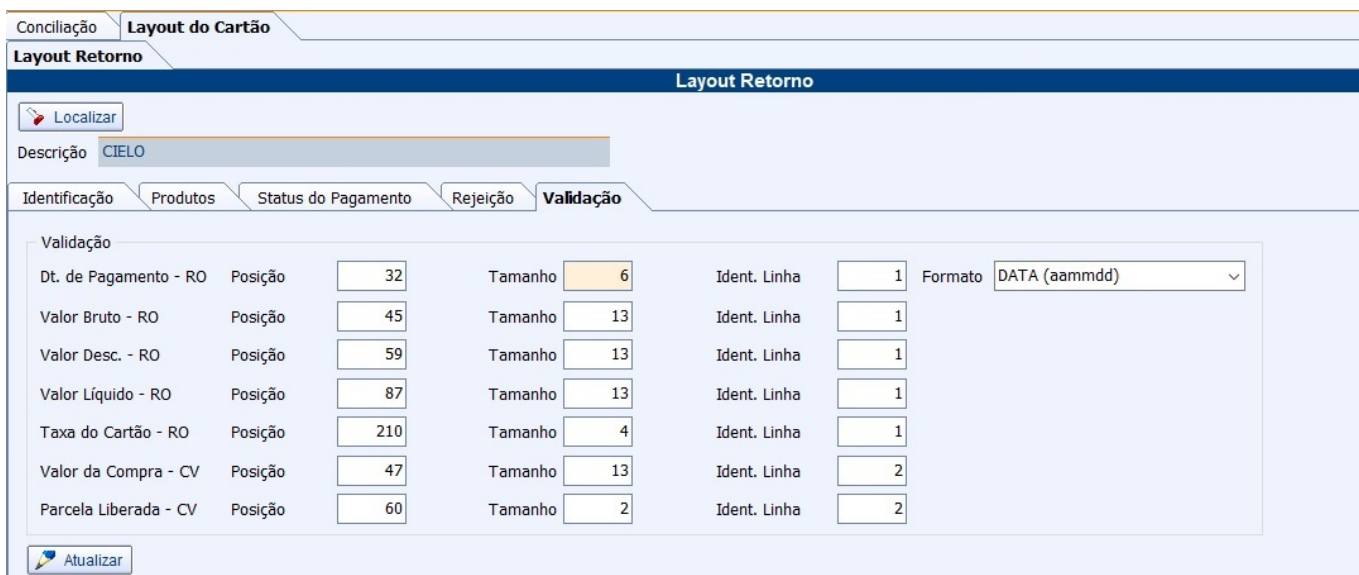 Conciliação Layout do Cartão
Layout Retorno
Layout Retorno
Localizar
Descrição CIELO
Identificação Produtos Status do Pagamento Rejeição Validação
Validação
Dt. de Pagamento - RO Posição 32 Tamanho 6 Ident. Linha 1 Formato DATA (aammdd)
Valor Bruto - RO Posição 45 Tamanho 13 Ident. Linha 1
Valor Desc. - RO Posição 59 Tamanho 13 Ident. Linha 1
Valor Líquido - RO Posição 87 Tamanho 13 Ident. Linha 1
Taxa do Cartão - RO Posição 210 Tamanho 4 Ident. Linha 1
Valor da Compra - CV Posição 47 Tamanho 13 Ident. Linha 2
Parcela Liberada - CV Posição 60 Tamanho 2 Ident. Linha 2
Atualizar